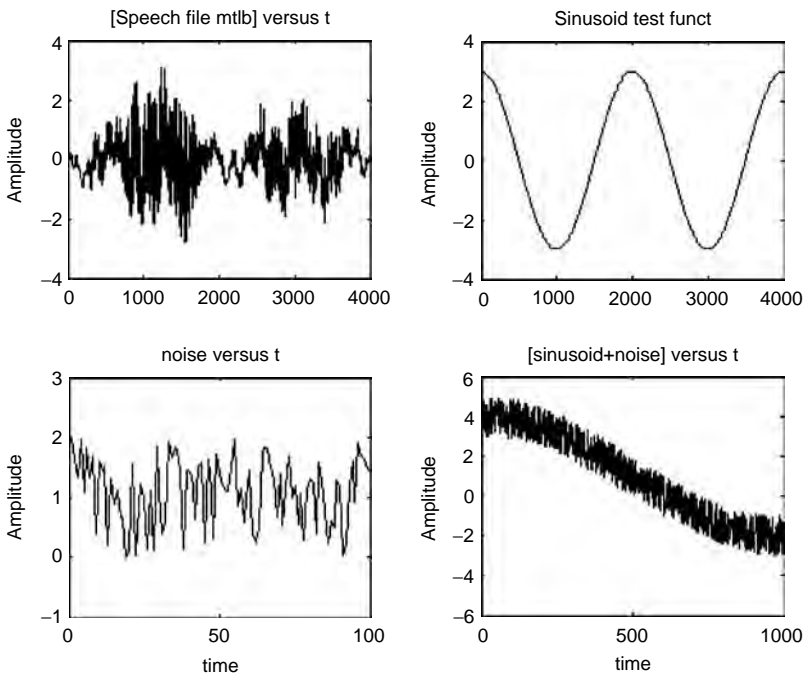 [Speech file mtlb] versus t
Amplitude
4
2
0
−2
−4
0 1000 2000 3000 4000
Sinusoid test funct
Amplitude
4
2
0
−2
−4
0 1000 2000 3000 4000
noise versus t
Amplitude
3
2
1
0
−1
0 50 100
time
[sinusoid+noise] versus t
Amplitude
6
4
2
0
−2
−4
−6
0 500 1000
time